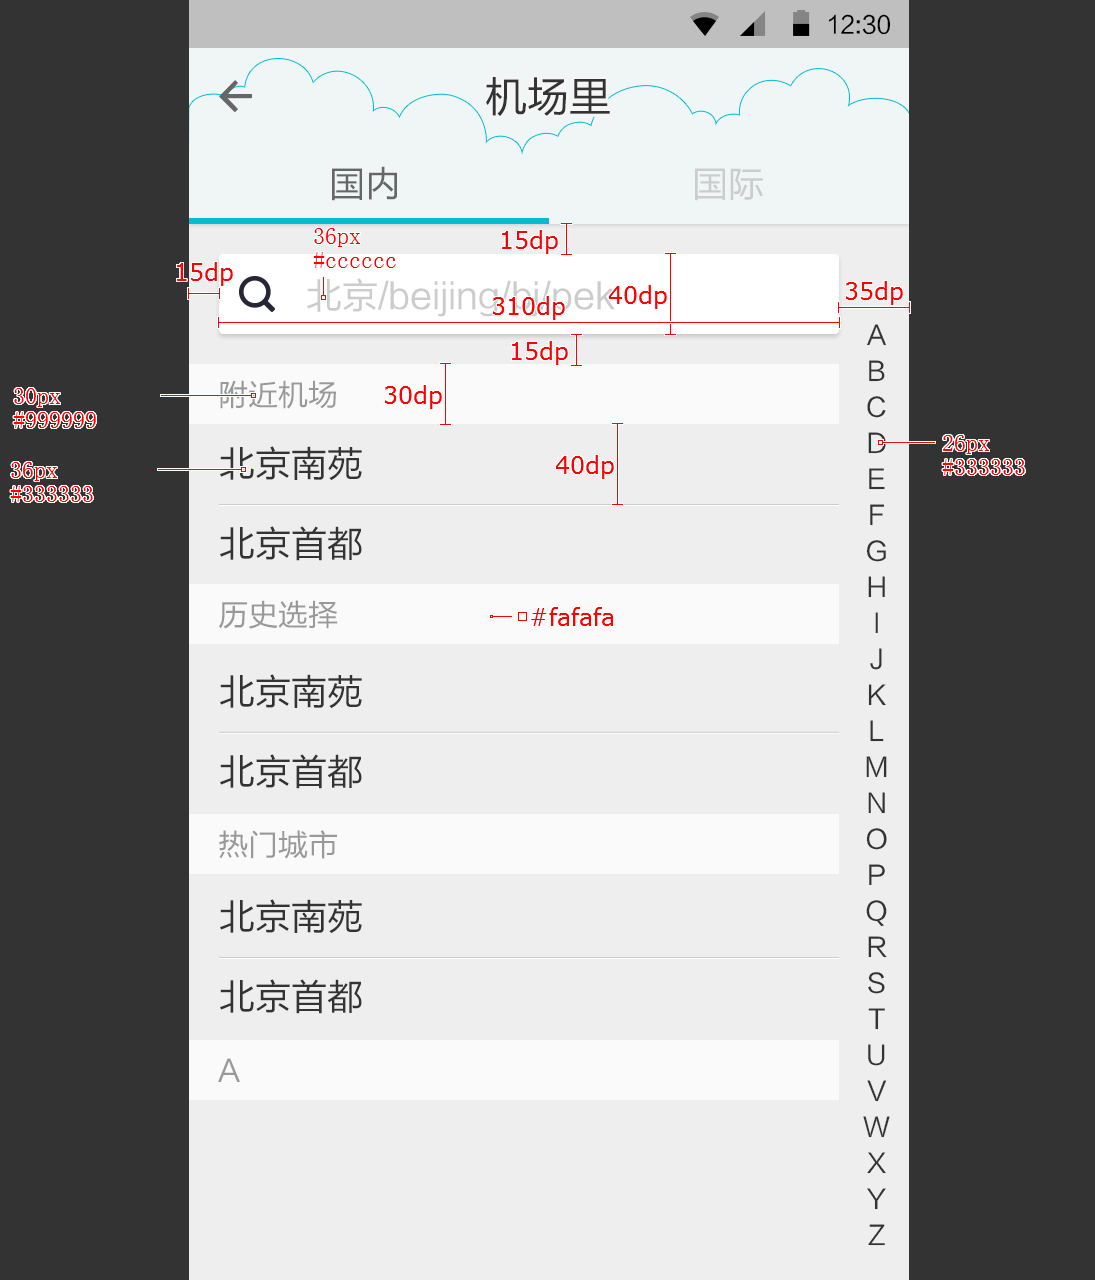 12:30
机场里
国内
国际
36px
#cccccc
15dp
15dp
北京/beijing/bj/pek
40dp
310dp
35dp
15dp
附近机场
30dp
30px
#999999
北京南苑
40dp
36px
#333333
26px
#333333
北京首都
历史选择
#fafafa
北京南苑
北京首都
热门城市
北京南苑
北京首都
A
A
B
C
D
E
F
G
H
I
J
K
L
M
N
O
P
Q
R
S
T
U
V
W
X
Y
Z